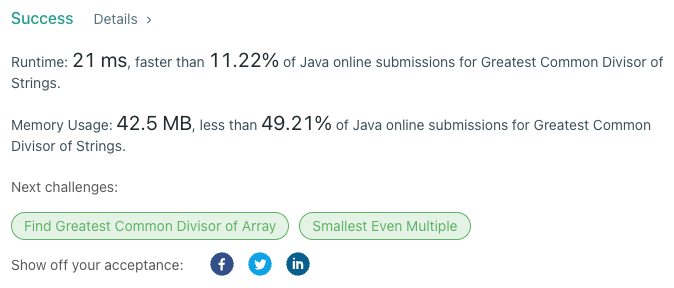 Success Details >
Runtime: 21 ms, faster than 11.22% of Java online submissions for Greatest Common Divisor of
Strings.
Memory Usage: 42.5 MB, less than 49.21% of Java online submissions for Greatest Common
Divisor of Strings.
Next challenges:
Find Greatest Common Divisor of Array Smallest Even Multiple
Show off your acceptance: f in